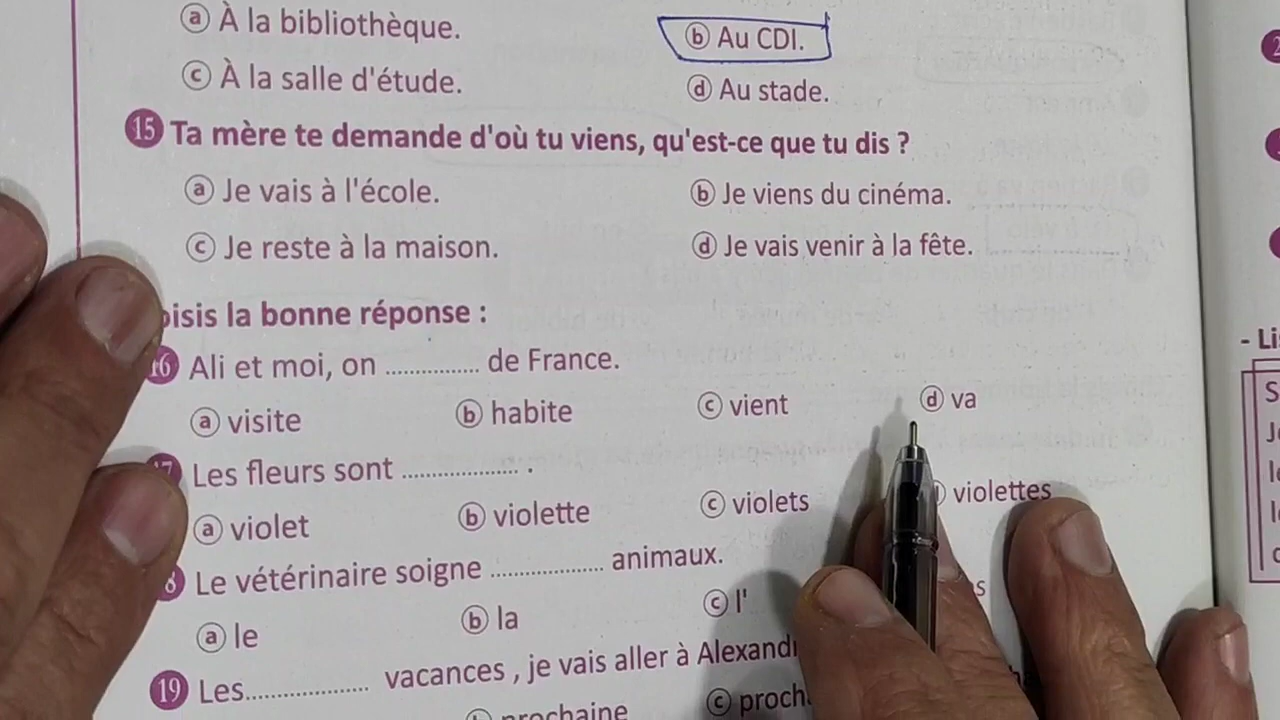 ⓐ À la bibliothèque. ⓑ Au CDI.
ⓒ À la salle d'étude. ⓓ Au stade.
15 Ta mère te demande d'où tu viens, qu'est-ce que tu dis ?
ⓐ Je vais à l'école. ⓑ Je viens du cinéma.
ⓒ Je reste à la maison. ⓓ Je vais venir à la fête.
la bonne réponse :
16 Ali et moi, on ................ de France.
ⓐ visite ⓑ habite ⓒ vient ⓓ va
Les fleurs sont .................... .
ⓐ violet ⓑ violette ⓒ violets violettes
Le vétérinaire soigne .................... animaux.
ⓐ le ⓑ la ⓒ l'
19 Les..................... vacances , je vais aller à
ⓑ prochaine ⓒ